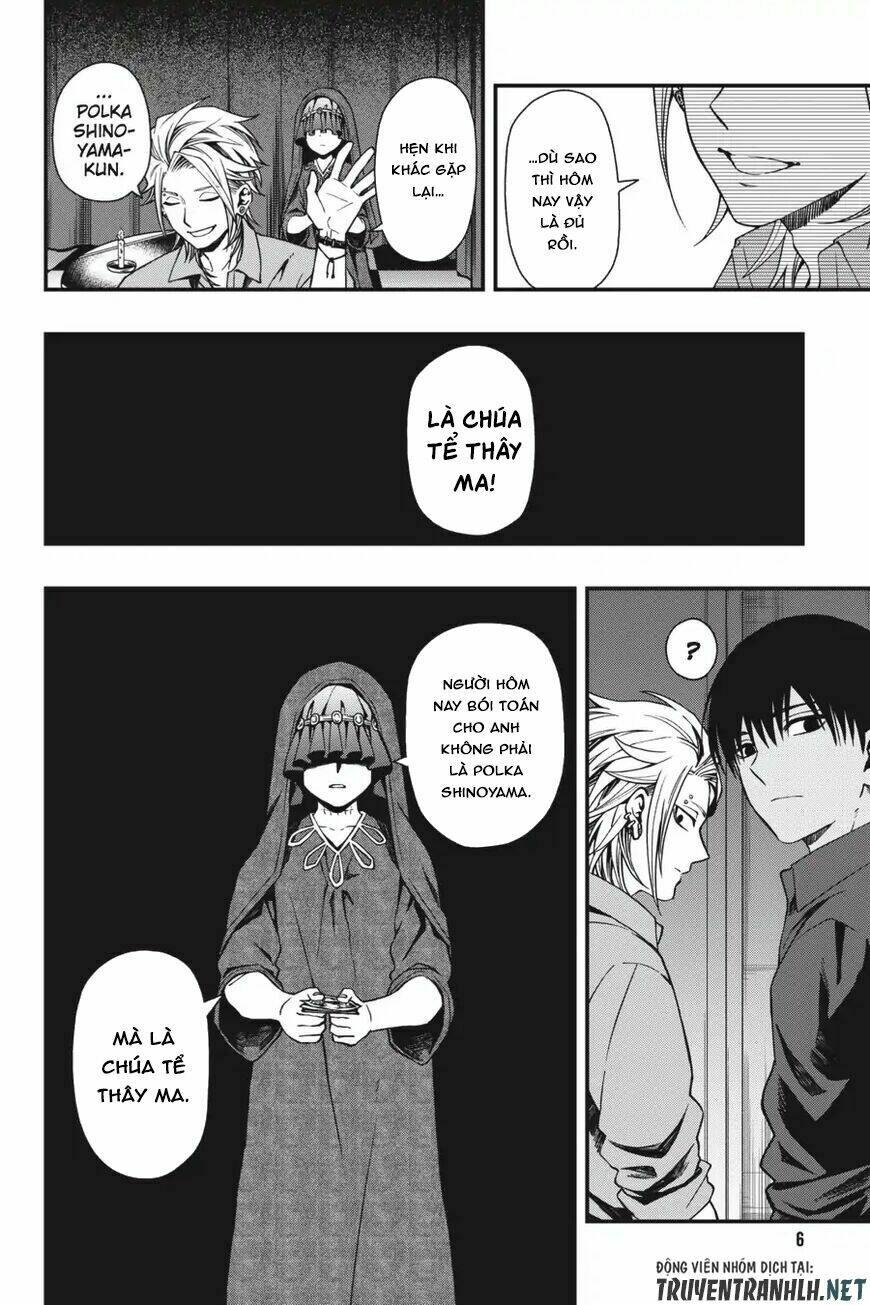 ...DÙ SAO
THÌ HÔM
NAY VẬY
LÀ ĐỦ
RỒI.
HẸN KHI
KHÁC GẶP
LẠI...
...
POLKA
SHINO-
YAMA-
KUN.
LÀ CHÚA
TỂ THÂY
MA!
?
NGƯỜI HÔM
NAY BÓI TOÁN
CHO ANH
KHÔNG PHẢI
LÀ POLKA
SHINOYAMA.
MÀ LÀ
CHÚA TỂ
THÂY MA.
6
ĐỘNG VIÊN NHÓM DỊCH TẠI:
TRUYENTRANHLH.NET